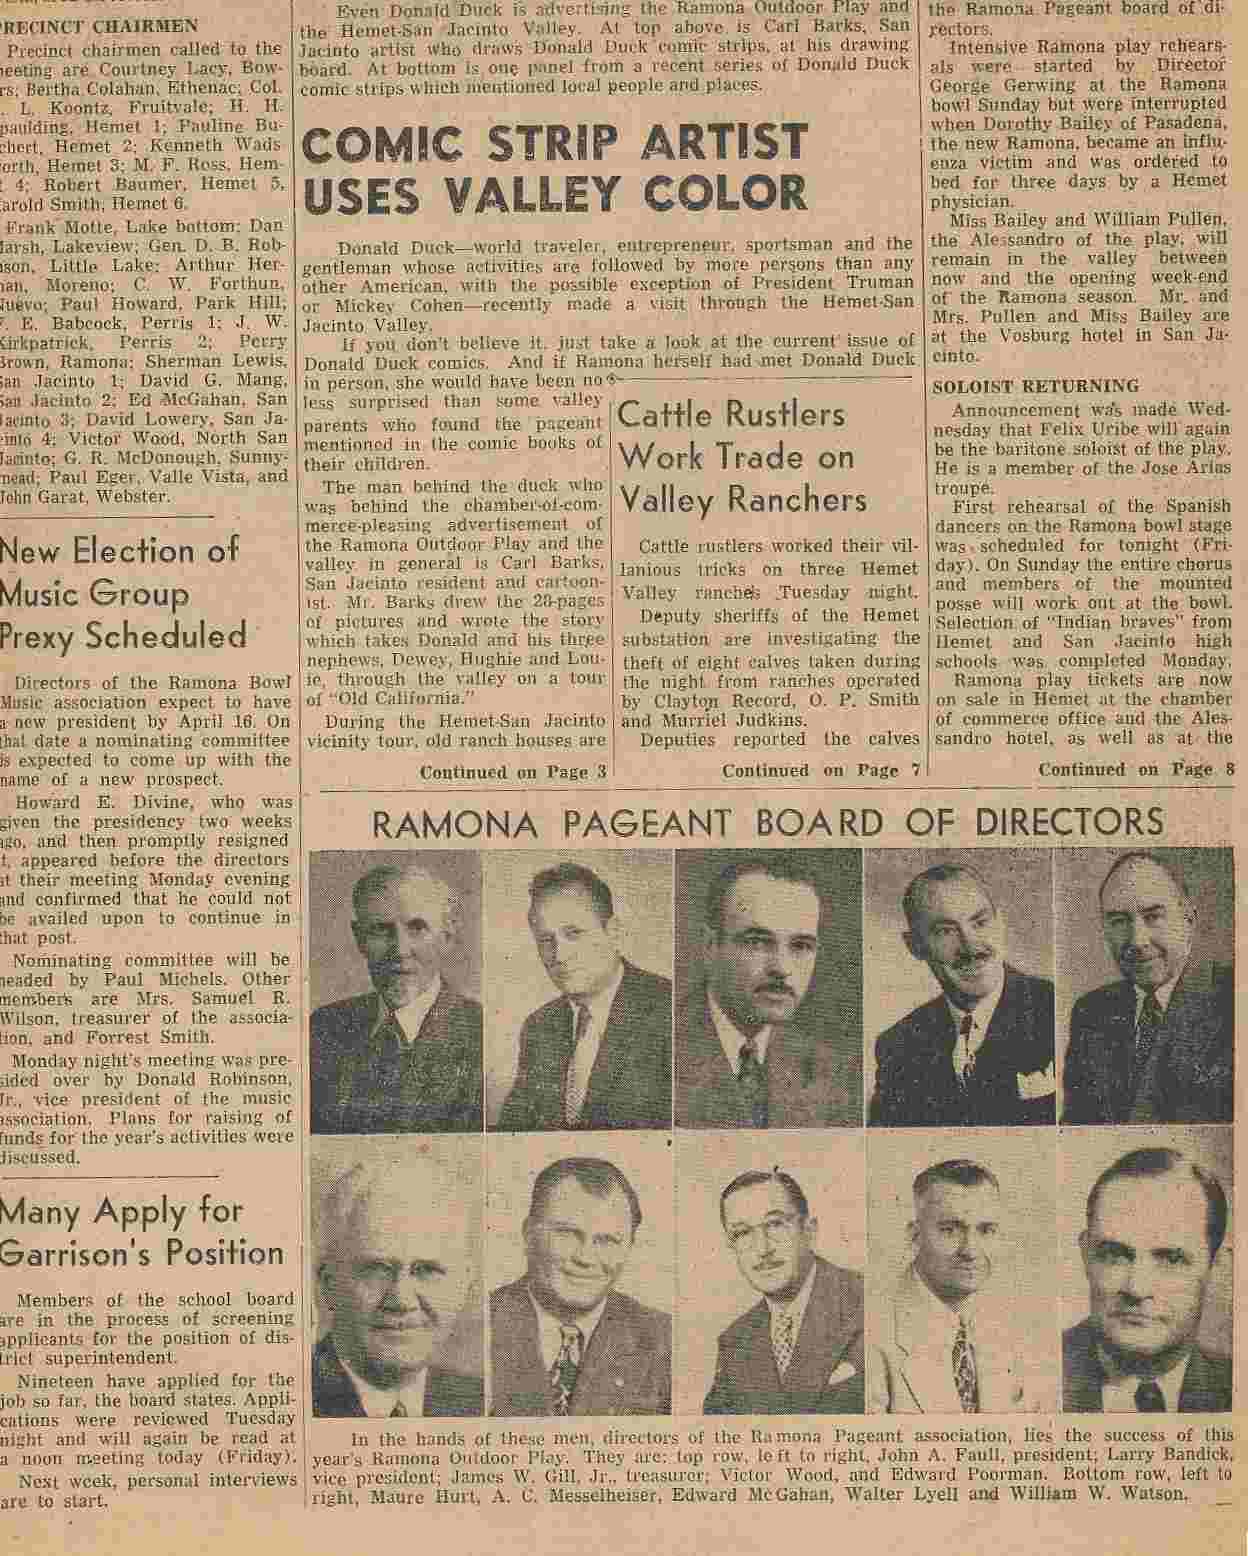 PRECINCT CHAIRMEN
Precinct chairmen called to the
meeting are Courtney Lacy, Bow-
rs; Bertha Colahan, Ethenac; Col.
L. Koontz, Fruitvale; H. H.
paulding, Hemet 1; Pauline Bu-
chert, Hemet 2; Kenneth Wads
orth, Hemet 3; M. F. Ross, Hem-
t 4; Robert Baumer, Hemet 5,
Harold Smith, Hemet 6.
Frank Motte, Lake bottom; Dan
Marsh, Lakeview; Gen. D. B. Rob-
nson, Little Lake; Arthur Her-
man, Moreno; C. W. Forthun,
Nuevo; Paul Howard, Park Hill;
F. E. Babcock, Perris 1; J. W.
Kirkpatrick, Perris 2; Perry
Brown, Ramona; Sherman Lewis,
San Jacinto 1; David G. Mang,
San Jacinto 2; Ed McGahan, San
Jacinto 3; David Lowery, San Ja-
cinto 4; Victor Wood, North San
Jacinto; G. R. McDonough, Sunny-
mead; Paul Eger, Valle Vista, and
John Garat, Webster.
New Election of
Music Group
Prexy Scheduled
Directors of the Ramona Bowl
Music association expect to have
a new president by April 16. On
that date a nominating committee
is expected to come up with the
name of a new prospect.
Howard E. Divine, who was
given the presidency two weeks
ago, and then promptly resigned
it, appeared before the directors
at their meeting Monday evening
and confirmed that he could not
be availed upon to continue in
that post.
Nominating committee will be
headed by Paul Michels. Other
members are Mrs. Samuel R.
Wilson, treasurer of the associa-
tion, and Forrest Smith.
Monday night's meeting was pre-
sided over by Donald Robinson,
Jr., vice president of the music
association. Plans for raising of
funds for the year's activities were
discussed.
Many Apply for
Garrison's Position
Members of the school board
are in the process of screening
applicants for the position of dis-
trict superintendent.
Nineteen have applied for the
job so far, the board states. Appli-
cations were reviewed Tuesday
night and will again be read at
a noon meeting today (Friday).
Next week, personal interviews
are to start.
Even Donald Duck is advertising the Ramona Outdoor Play and
the Hemet-San Jacinto Valley. At top above is Carl Barks, San
Jacinto artist who draws Donald Duck comic strips, at his drawing
board. At bottom is one panel from a recent series of Donald Duck
comic strips which mentioned local people and places.
COMIC STRIP ARTIST
USES VALLEY COLOR
Donald Duck—world traveler, entrepreneur, sportsman and the
gentleman whose activities are followed by more persons than any
other American, with the possible exception of President Truman
or Mickey Cohen—recently made a visit through the Hemet-San
Jacinto Valley.
If you don't believe it, just take a look at the current issue of
Donald Duck comics. And if Ramona herself had met Donald Duck
in person, she would have been no
less surprised than some valley
parents who found the pageant
mentioned in the comic books of
their children.
The man behind the duck who
was behind the chamber-of-com-
merce-pleasing advertisement of
the Ramona Outdoor Play and the
valley in general is Carl Barks,
San Jacinto resident and cartoon-
ist. Mr. Barks drew the 28-pages
of pictures and wrote the story
which takes Donald and his three
nephews, Dewey, Hughie and Lou-
ie, through the valley on a tour
of "Old California."
During the Hemet-San Jacinto
vicinity tour, old ranch houses are
Continued on Page 3
Cattle Rustlers
Work Trade on
Valley Ranchers
Cattle rustlers worked their vil-
lanious tricks on three Hemet
Valley ranches Tuesday night.
Deputy sheriffs of the Hemet
substation are investigating the
theft of eight calves taken during
the night from ranches operated
by Clayton Record, O. P. Smith
and Murriel Judkins.
Deputies reported the calves
Continued on Page 7
the Ramona Pageant board of di-
rectors.
Intensive Ramona play rehears-
als were started by Director
George Gerwing at the Ramona
bowl Sunday but were interrupted
when Dorothy Bailey of Pasadena,
the new Ramona, became an influ-
enza victim and was ordered to
bed for three days by a Hemet
physician.
Miss Bailey and William Pullen,
the Alessandro of the play, will
remain in the valley between
now and the opening week-end
of the Ramona season. Mr. and
Mrs. Pullen and Miss Bailey are
at the Vosburg hotel in San Ja-
cinto.
SOLOIST RETURNING
Announcement was made Wed-
nesday that Felix Uribe will again
be the baritone soloist of the play.
He is a member of the Jose Arias
troupe.
First rehearsal of the Spanish
dancers on the Ramona bowl stage
was scheduled for tonight (Fri-
day). On Sunday the entire chorus
and members of the mounted
posse will work out at the bowl.
Selection of "Indian braves" from
Hemet and San Jacinto high
schools was completed Monday.
Ramona play tickets are now
on sale in Hemet at the chamber
of commerce office and the Ales-
sandro hotel, as well as at the
Continued on Page 8
RAMONA PAGEANT BOARD OF DIRECTORS
In the hands of these men, directors of the Ramona Pageant association, lies the success of this
year's Ramona Outdoor Play. They are: top row, left to right, John A. Faull, president; Larry Bandick,
vice president; James W. Gill, Jr., treasurer; Victor Wood, and Edward Poorman. Bottom row, left to
right, Maure Hurt, A. C. Messelheiser, Edward McGahan, Walter Lyell and William W. Watson.